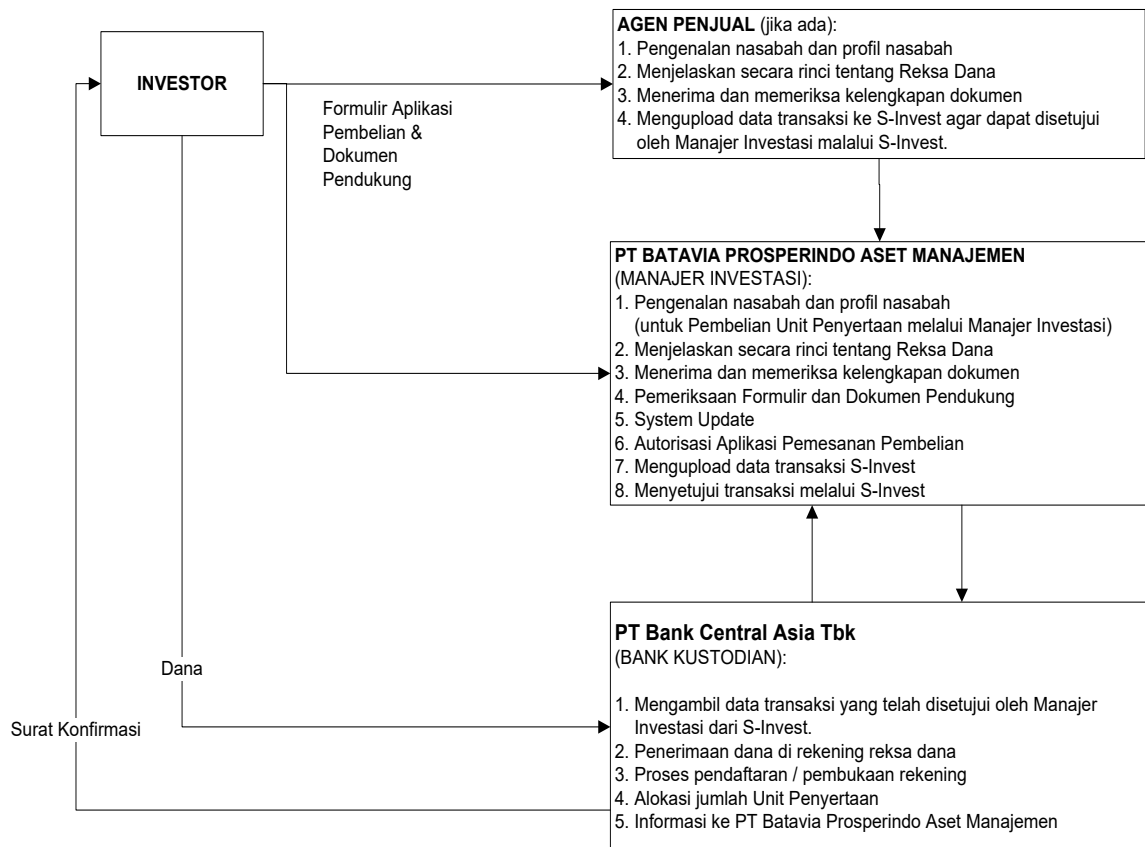 INVESTOR
Formulir Aplikasi
Pembelian &
Dokumen
Pendukung
AGEN PENJUAL (jika ada):
1. Pengenalan nasabah dan profil nasabah
2. Menjelaskan secara rinci tentang Reksa Dana
3. Menerima dan memeriksa kelengkapan dokumen
4. Mengupload data transaksi ke S-Invest agar dapat disetujui
oleh Manajer Investasi malalui S-Invest.
PT BATAVIA PROSPERINDO ASET MANAJEMEN
(MANAJER INVESTASI):
1. Pengenalan nasabah dan profil nasabah
(untuk Pembelian Unit Penyertaan melalui Manajer Investasi)
2. Menjelaskan secara rinci tentang Reksa Dana
3. Menerima dan memeriksa kelengkapan dokumen
4. Pemeriksaan Formulir dan Dokumen Pendukung
5. System Update
6. Autorisasi Aplikasi Pemesanan Pembelian
7. Mengupload data transaksi S-Invest
8. Menyetujui transaksi melalui S-Invest
PT Bank Central Asia Tbk
(BANK KUSTODIAN):
1. Mengambil data transaksi yang telah disetujui oleh Manajer
Investasi dari S-Invest.
2. Penerimaan dana di rekening reksa dana
3. Proses pendaftaran / pembukaan rekening
4. Alokasi jumlah Unit Penyertaan
5. Informasi ke PT Batavia Prosperindo Aset Manajemen
Dana
Surat Konfirmasi